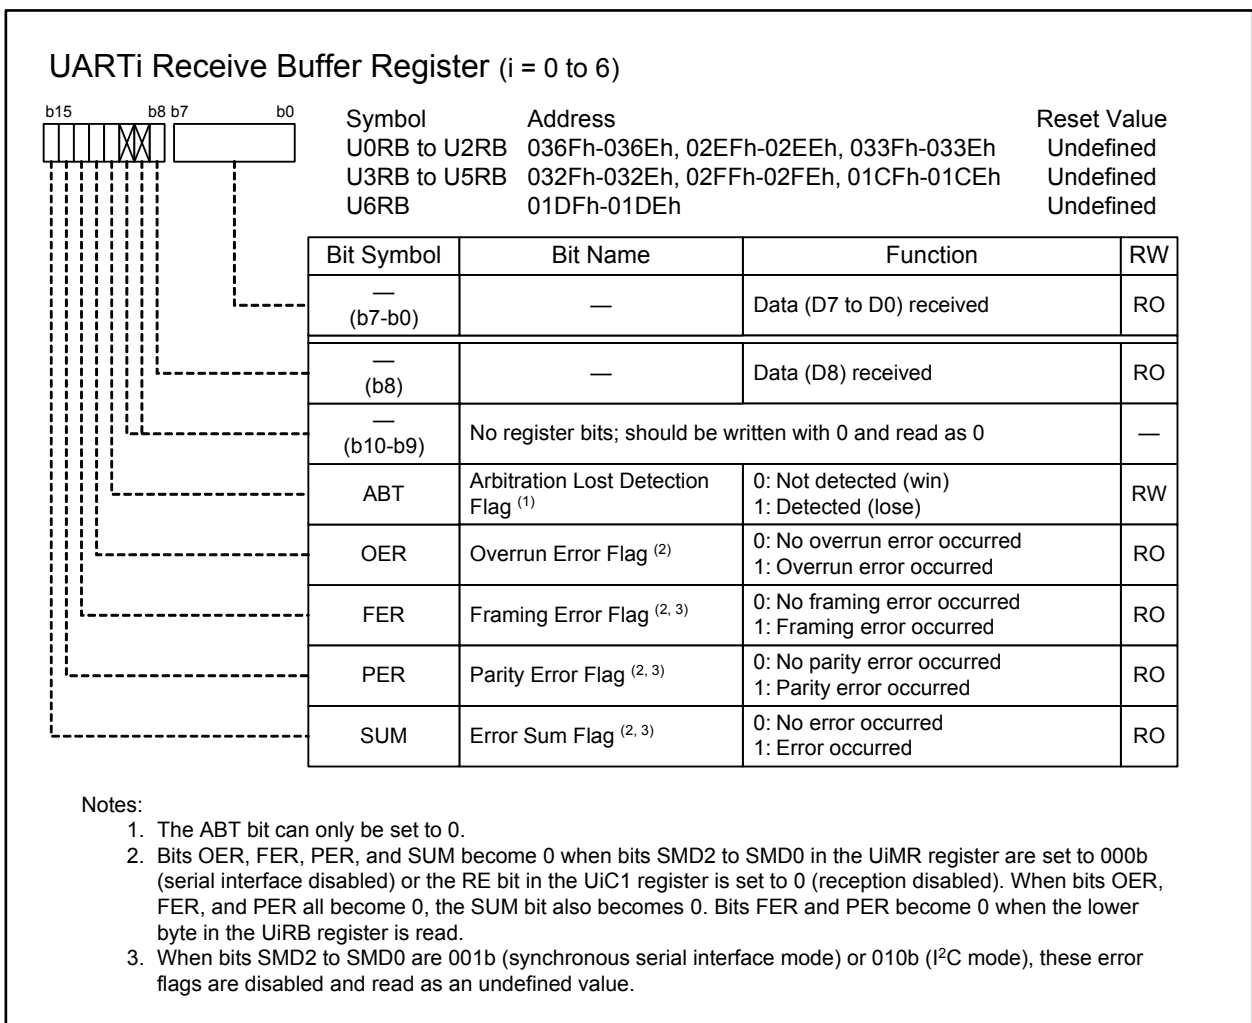 UARTi Receive Buffer Register (i = 0 to 6)
b15 b8 b7 b0
Symbol Address Reset Value
U0RB to U2RB 036Fh-036Eh, 02EFh-02EEh, 033Fh-033Eh Undefined
U3RB to U5RB 032Fh-032Eh, 02FFh-02FEh, 01CFh-01CEh Undefined
U6RB 01DFh-01DEh Undefined
Bit Symbol Bit Name Function RW
—
(b7-b0) — Data (D7 to D0) received RO
—
(b8) — Data (D8) received RO
—
(b10-b9) No register bits; should be written with 0 and read as 0 —
ABT Arbitration Lost Detection Flag (1) 0: Not detected (win)
1: Detected (lose) RW
OER Overrun Error Flag (2) 0: No overrun error occurred
1: Overrun error occurred RO
FER Framing Error Flag (2, 3) 0: No framing error occurred
1: Framing error occurred RO
PER Parity Error Flag (2, 3) 0: No parity error occurred
1: Parity error occurred RO
SUM Error Sum Flag (2, 3) 0: No error occurred
1: Error occurred RO
Notes:
1. The ABT bit can only be set to 0.
2. Bits OER, FER, PER, and SUM become 0 when bits SMD2 to SMD0 in the UiMR register are set to 000b
(serial interface disabled) or the RE bit in the UiC1 register is set to 0 (reception disabled). When bits OER,
FER, and PER all become 0, the SUM bit also becomes 0. Bits FER and PER become 0 when the lower
byte in the UiRB register is read.
3. When bits SMD2 to SMD0 are 001b (synchronous serial interface mode) or 010b (I²C mode), these error
flags are disabled and read as an undefined value.